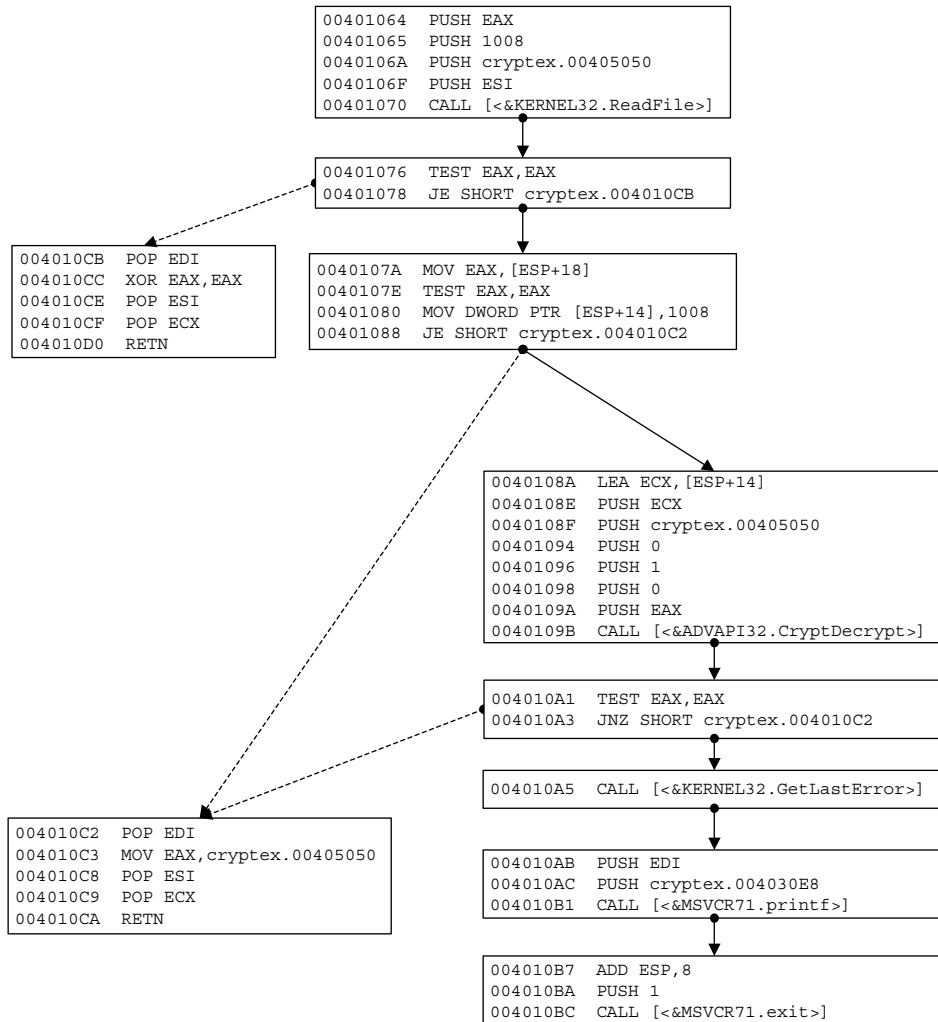 00401064 PUSH EAX
00401065 PUSH 1008
0040106A PUSH cryptex.00405050
0040106F PUSH ESI
00401070 CALL [<&KERNEL32.ReadFile>]
00401076 TEST EAX,EAX
00401078 JE SHORT cryptex.004010CB
004010CB POP EDI
004010CC XOR EAX,EAX
004010CE POP ESI
004010CF POP ECX
004010D0 RETN
0040107A MOV EAX,[ESP+18]
0040107E TEST EAX,EAX
00401080 MOV DWORD PTR [ESP+14],1008
00401088 JE SHORT cryptex.004010C2
0040108A LEA ECX,[ESP+14]
0040108E PUSH ECX
0040108F PUSH cryptex.00405050
00401094 PUSH 0
00401096 PUSH 1
00401098 PUSH 0
0040109A PUSH EAX
0040109B CALL [<&ADVAPI32.CryptDecrypt>]
004010A1 TEST EAX,EAX
004010A3 JNZ SHORT cryptex.004010C2
004010A5 CALL [<&KERNEL32.GetLastError>]
004010C2 POP EDI
004010C3 MOV EAX,cryptex.00405050
004010C8 POP ESI
004010C9 POP ECX
004010CA RETN
004010AB PUSH EDI
004010AC PUSH cryptex.004030E8
004010B1 CALL [<&MSVCR71.printf>]
004010B7 ADD ESP,8
004010BA PUSH 1
004010BC CALL [<&MSVCR71.exit>]